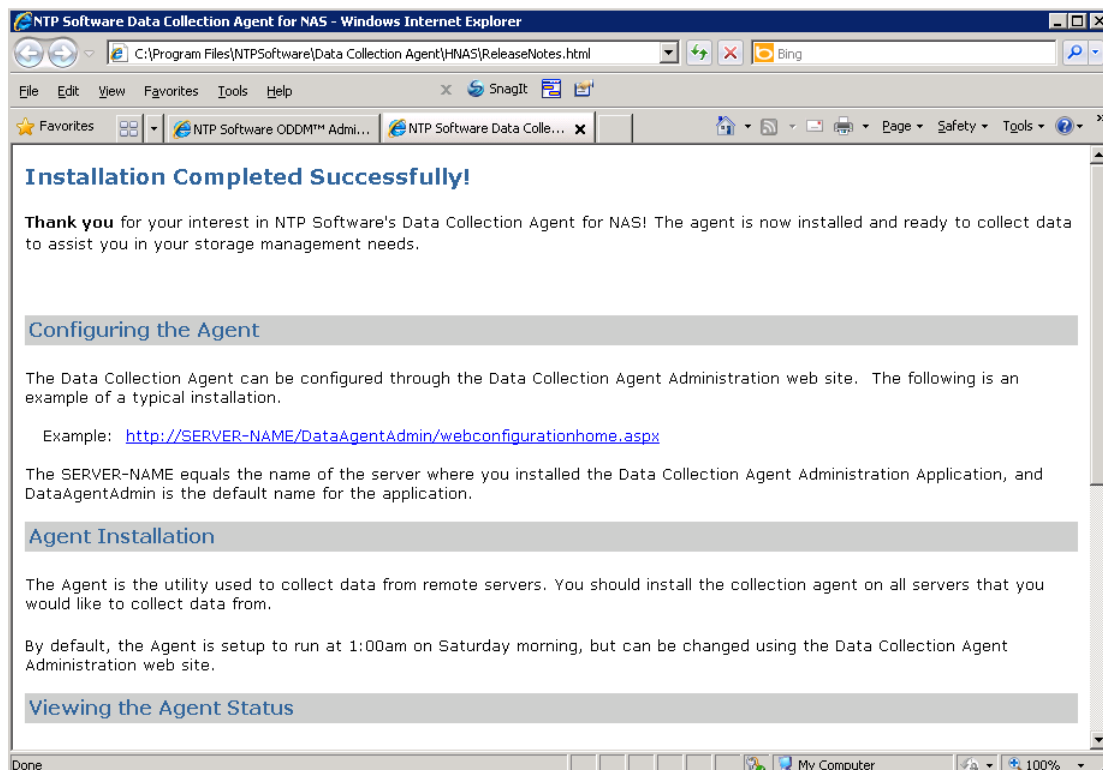 NTP Software Data Collection Agent for NAS - Windows Internet Explorer
C:\Program Files\NTPSoftware\Data Collection Agent\HNAS\ReleaseNotes.html
Bing
File Edit View Favorites Tools Help
SnagIt
Favorites
NTP Software ODDM™ Admi...
NTP Software Data Colle...
Page Safety Tools
Installation Completed Successfully!
Thank you for your interest in NTP Software's Data Collection Agent for NAS! The agent is now installed and ready to collect data
to assist you in your storage management needs.
Configuring the Agent
The Data Collection Agent can be configured through the Data Collection Agent Administration web site. The following is an
example of a typical installation.
Example: http://SERVER-NAME/DataAgentAdmin/webconfigurationhome.aspx
The SERVER-NAME equals the name of the server where you installed the Data Collection Agent Administration Application, and
DataAgentAdmin is the default name for the application.
Agent Installation
The Agent is the utility used to collect data from remote servers. You should install the collection agent on all servers that you
would like to collect data from.
By default, the Agent is setup to run at 1:00am on Saturday morning, but can be changed using the Data Collection Agent
Administration web site.
Viewing the Agent Status
Done
My Computer
100%